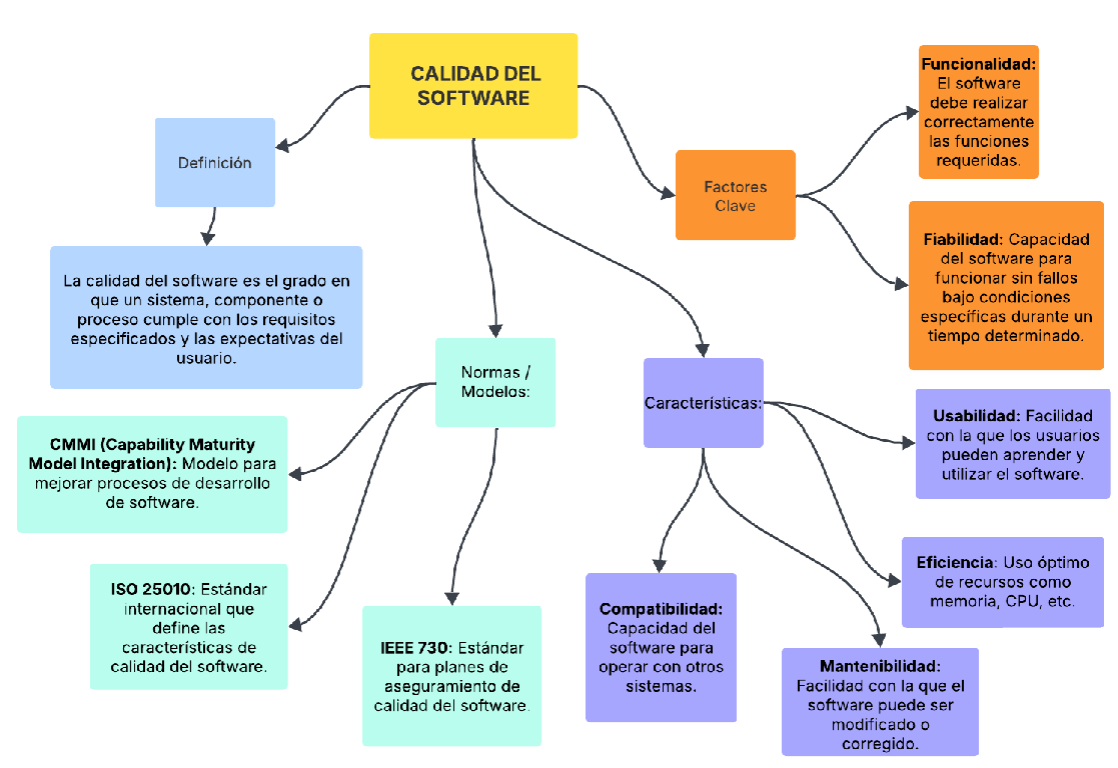 CALIDAD DEL
SOFTWARE
Definición
La calidad del software es el grado en
que un sistema, componente o
proceso cumple con los requisitos
especificados y las expectativas del
usuario.
Factores
Clave
Funcionalidad:
El software
debe realizar
correctamente
las funciones
requeridas.
Fiabilidad: Capacidad
del software para
funcionar sin fallos
bajo condiciones
específicas durante un
tiempo determinado.
Normas /
Modelos:
CMMI (Capability Maturity
Model Integration): Modelo para
mejorar procesos de desarrollo
de software.
ISO 25010: Estándar
internacional que
define las
características de
calidad del software.
IEEE 730: Estándar
para planes de
aseguramiento de
calidad del software.
Características:
Usabilidad: Facilidad
con la que los usuarios
pueden aprender y
utilizar el software.
Eficiencia: Uso óptimo
de recursos como
memoria, CPU, etc.
Compatibilidad:
Capacidad del
software para
operar con otros
sistemas.
Mantenibilidad:
Facilidad con la que el
software puede ser
modificado o
corregido.